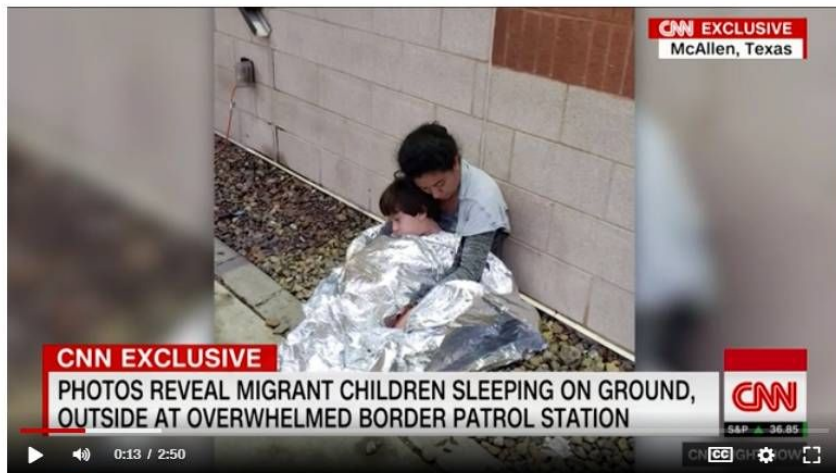 CNN EXCLUSIVE
McAllen, Texas
CNN EXCLUSIVE
PHOTOS REVEAL MIGRANT CHILDREN SLEEPING ON GROUND,
OUTSIDE AT OVERWHELMED BORDER PATROL STATION
CNN
S&P ▲ 36.85
0:13 / 2:50
CC